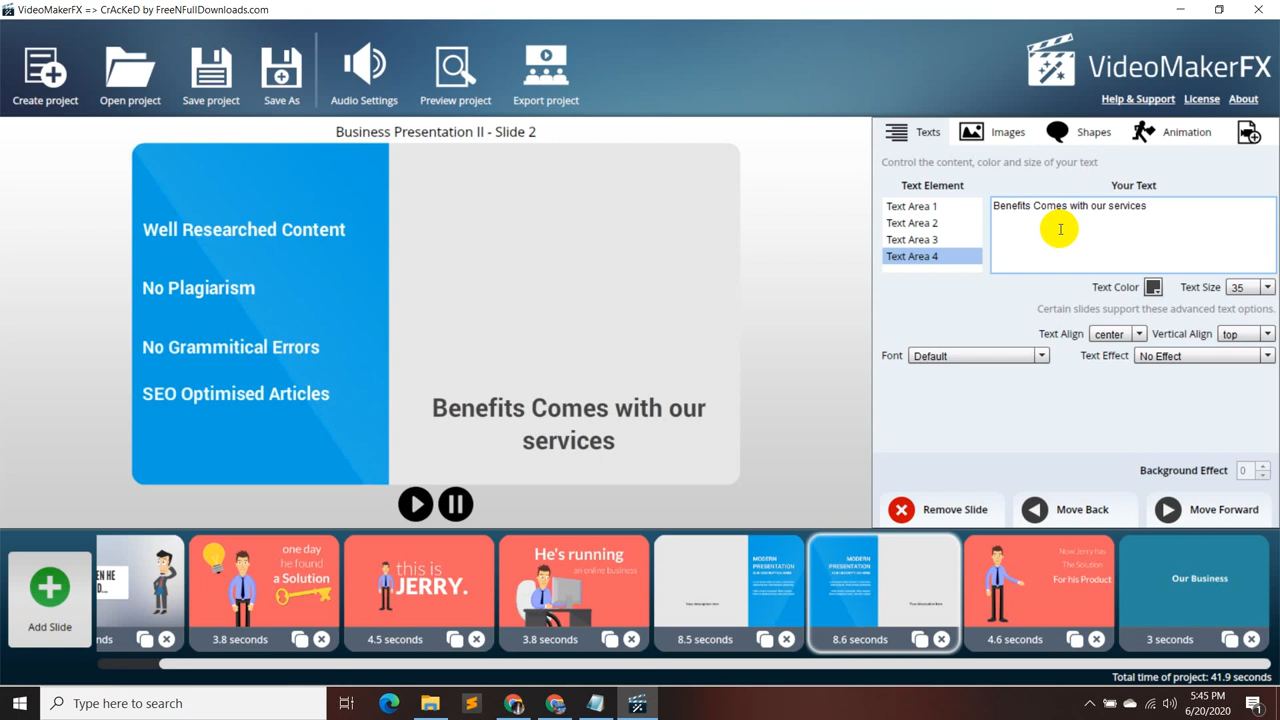 VideoMakerFX => CrAcKeD by FreeNFullDownloads.com
Create project
Open project
Save project
Save As
Audio Settings
Preview project
Export project
VideoMakerFX
Help & Support
License
About
Business Presentation II - Slide 2
Well Researched Content
No Plagiarism
No Grammitical Errors
SEO Optimised Articles
Benefits Comes with our
services
Texts
Images
Shapes
Animation
Control the content, color and size of your text
Text Element
Your Text
Text Area 1
Text Area 2
Text Area 3
Text Area 4
Benefits Comes with our services
Text Color
Text Size
35
Certain slides support these advanced text options.
Text Align
center
Vertical Align
top
Font
Default
Text Effect
No Effect
Background Effect
0
Remove Slide
Move Back
Move Forward
Add Slide
EN HE
D...
nds
one day
he found
a Solution
3.8 seconds
this is
JERRY.
4.5 seconds
He's running
an online business
3.8 seconds
MODERN
PRESENTATION
8.5 seconds
MODERN
PRESENTATION
8.6 seconds
Now Jerry has
The Solution
For his Product
4.6 seconds
Our Business
3 seconds
Total time of project: 41.9 seconds
Type here to search
5:45 PM
6/20/2020
1